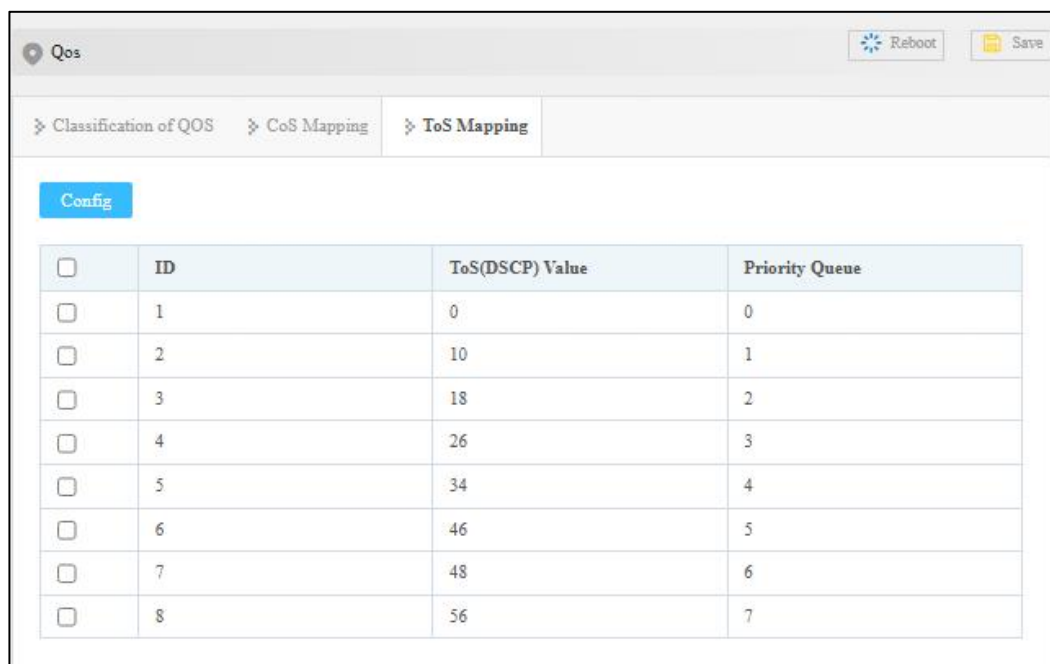 Qos Reboot Save
Classification of QOS CoS Mapping ToS Mapping
Config
ID ToS(DSCP) Value Priority Queue
1 0 0
2 10 1
3 18 2
4 26 3
5 34 4
6 46 5
7 48 6
8 56 7